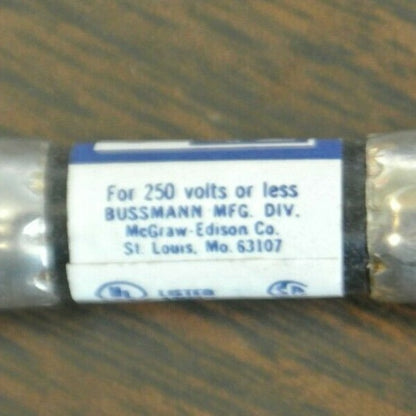 For 250 volts or less
BUSSMANN MFG. DIV.
McGraw-Edison Co.
St. Louis, Mo. 63107
LISTED